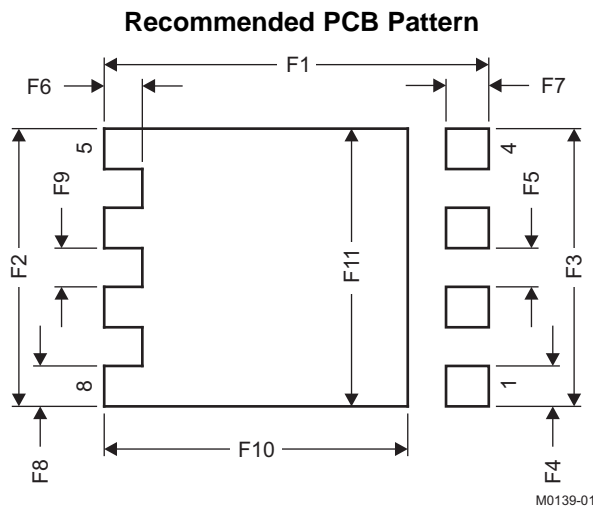 Recommended PCB Pattern
F1
F6
F7
5
4
F9
F5
F2
F11
F3
8
1
F10
F8
F4
M0139-01